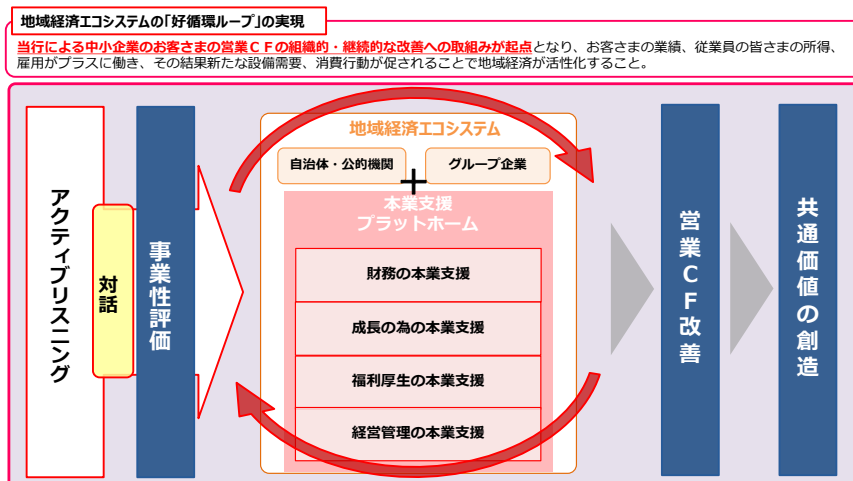 地域経済エコシステムの「好循環ループ」の実現
当行による中小企業のお客さまの営業CFの組織的・継続的な改善への取組みが起点となり、お客さまの業績、従業員の皆さまの所得、
雇用がプラスに働き、その結果新たな設備需要、消費行動が促されることで地域経済が活性化すること。
アクティブリスニング
対話
事業性評価
地域経済エコシステム
自治体・公的機関
グループ企業
+
本業支援
プラットホーム
財務の本業支援
成長の為の本業支援
福利厚生の本業支援
経営管理の本業支援
営業CF改善
共通価値の創造